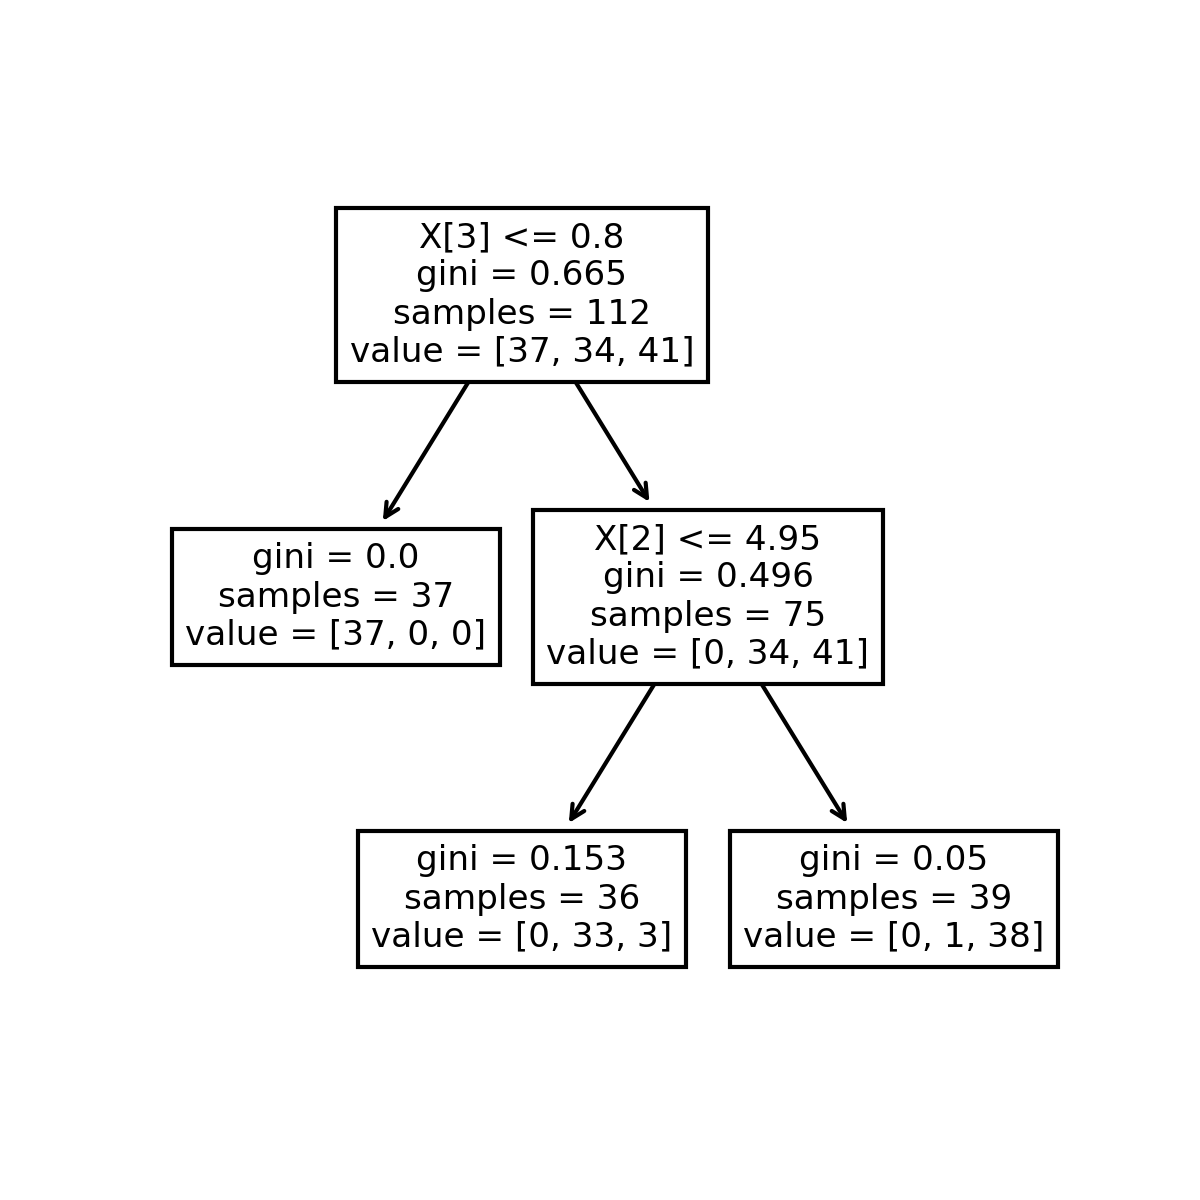 X[3] <= 0.8
gini = 0.665
samples = 112
value = [37, 34, 41]
gini = 0.0
samples = 37
value = [37, 0, 0]
X[2] <= 4.95
gini = 0.496
samples = 75
value = [0, 34, 41]
gini = 0.153
samples = 36
value = [0, 33, 3]
gini = 0.05
samples = 39
value = [0, 1, 38]